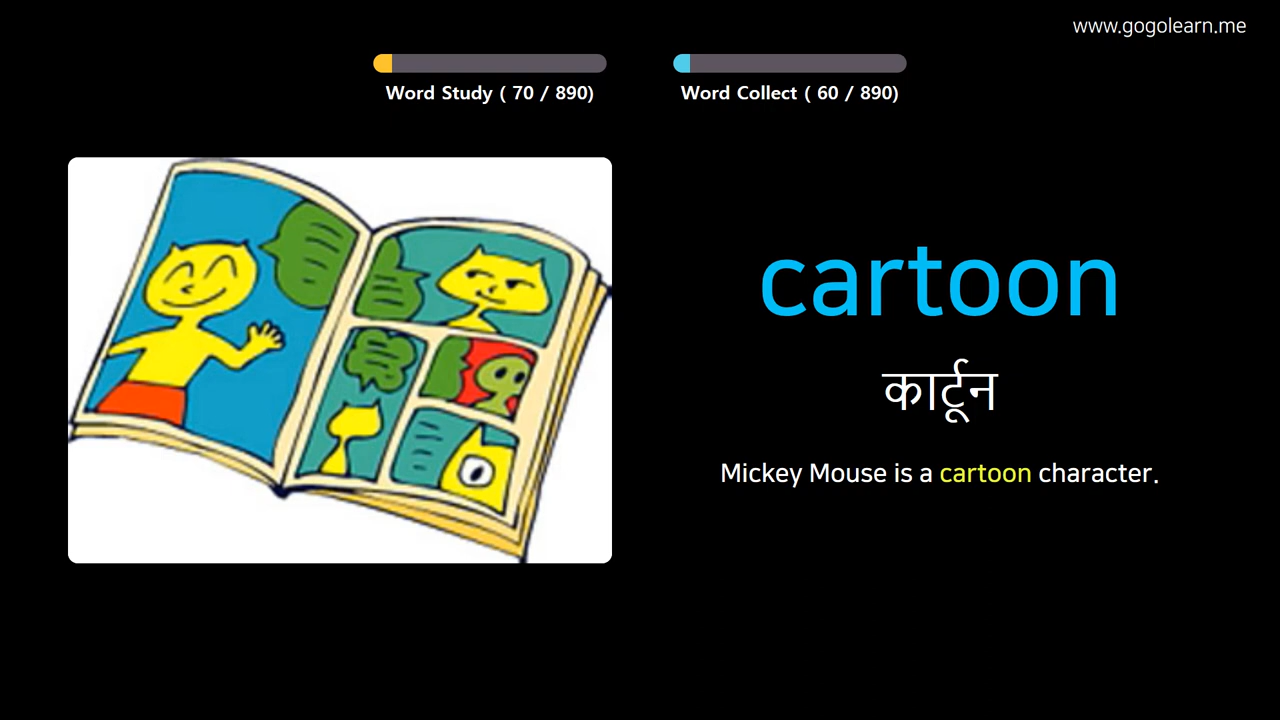 www.gogolearn.me
Word Study ( 70 / 890)
Word Collect ( 60 / 890)
cartoon
कार्टून
Mickey Mouse is a cartoon character.